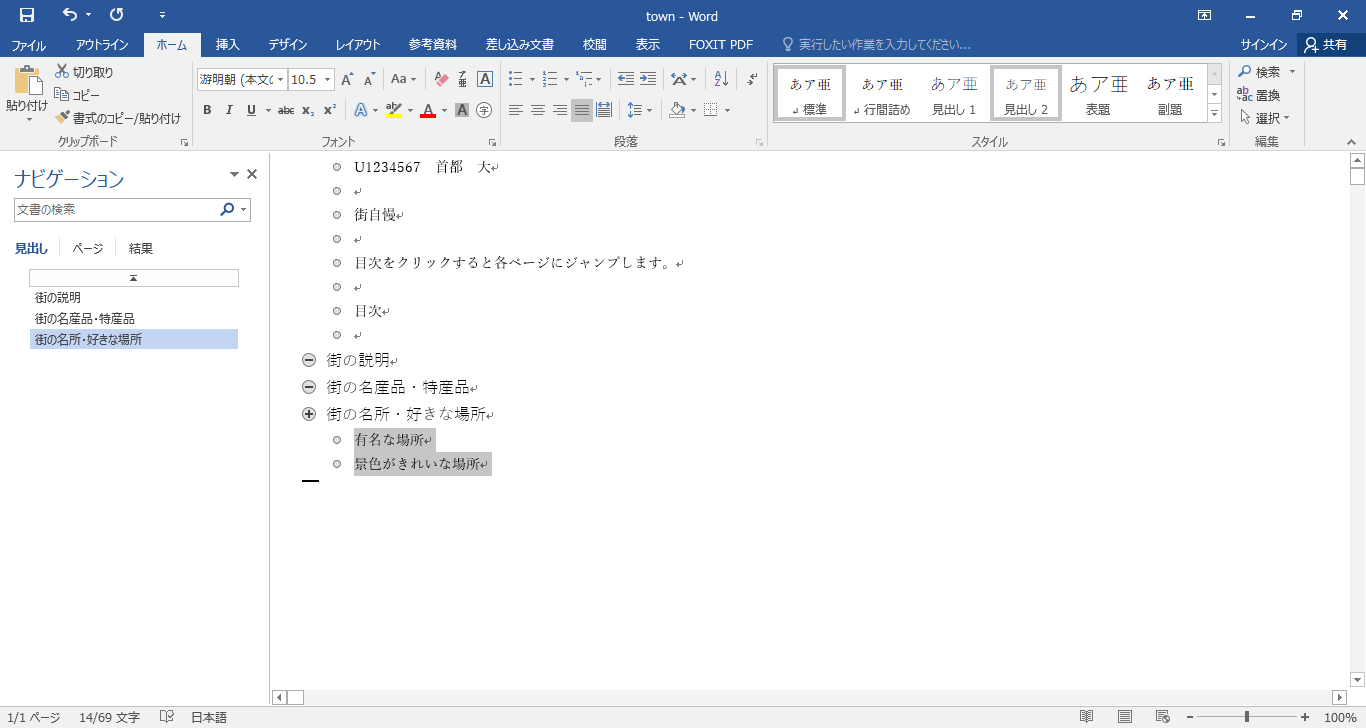 town - Word
ファイル アウトライン ホーム 挿入 デザイン レイアウト 参考資料 差し込み文書 校閲 表示 FOXIT PDF 実行したい作業を入力してください... サインイン 共有
貼り付け
切り取り
コピー
書式のコピー/貼り付け
クリップボード
游明朝 (本文の 10.5
Aa
B I U abc x₂ x²
フォント
段落
あア亜 あア亜 あア亜 あア亜 あア亜 あア亜
標準 行間詰め 見出し 1 見出し 2 表題 副題
スタイル
検索
置換
選択
編集
ナビゲーション
文書の検索
見出し ページ 結果
街の説明
街の名産品・特産品
街の名所・好きな場所
U1234567 首都 大
街自慢
目次をクリックすると各ページにジャンプします。
目次
街の説明
街の名産品・特産品
街の名所・好きな場所
有名な場所
景色がきれいな場所
1/1 ページ 14/69 文字 日本語 100%